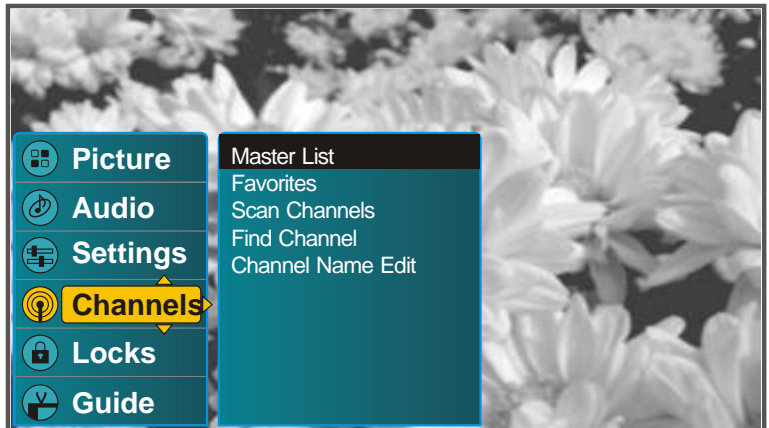 Picture
Audio
Settings
Channels
Locks
Guide
Master List
Favorites
Scan Channels
Find Channel
Channel Name Edit